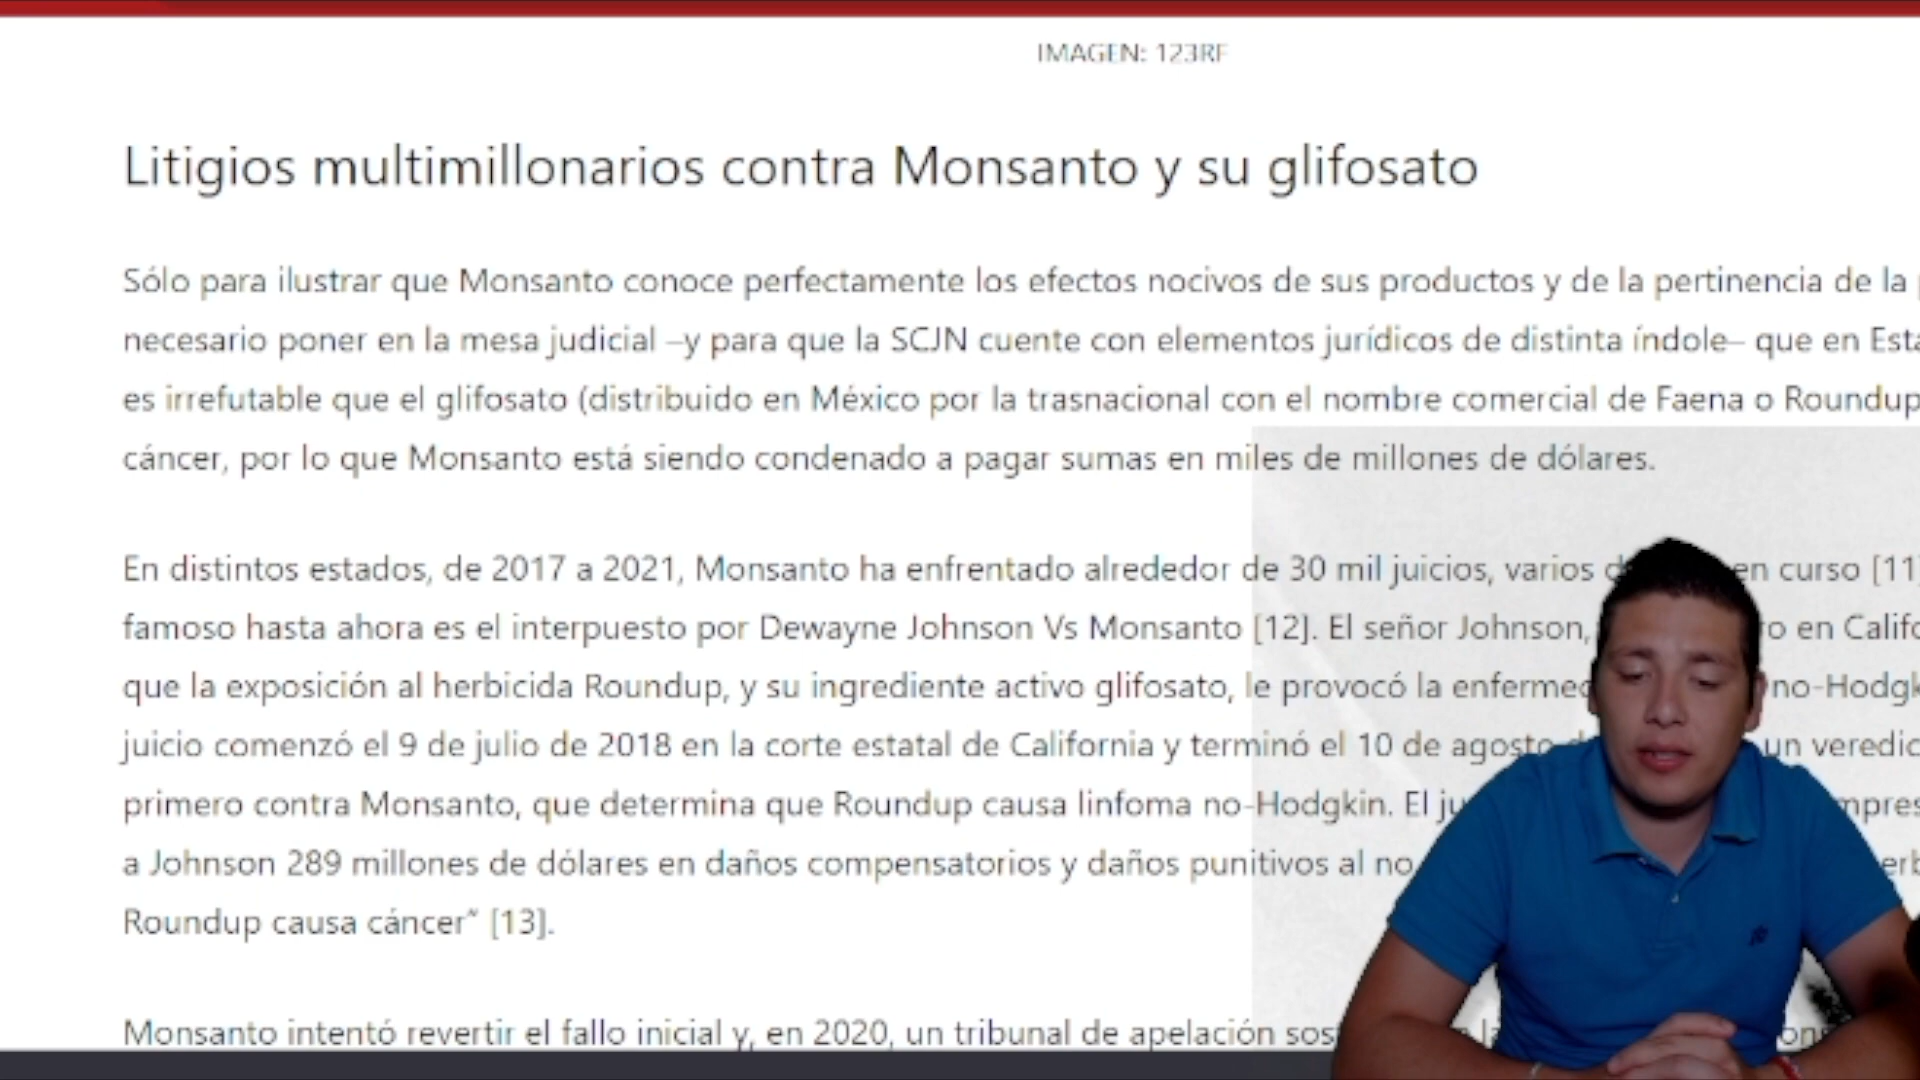 IMAGEN: 123RF
Litigios multimillonarios contra Monsanto y su glifosato
Sólo para ilustrar que Monsanto conoce perfectamente los efectos nocivos de sus productos y de la pertinencia de la
necesario poner en la mesa judicial –y para que la SCJN cuente con elementos jurídicos de distinta índole– que en
es irrefutable que el glifosato (distribuido en México por la trasnacional con el nombre comercial de Faena o Roundup
cáncer, por lo que Monsanto está siendo condenado a pagar sumas en miles de millones de dólares.
En distintos estados, de 2017 a 2021, Monsanto ha enfrentado alrededor de 30 mil juicios, varios en curso [11]
famoso hasta ahora es el interpuesto por Dewayne Johnson Vs Monsanto [12]. El señor Johnson, en
que la exposición al herbicida Roundup, y su ingrediente activo glifosato, le provocó la
juicio comenzó el 9 de julio de 2018 en la corte estatal de California y terminó el 10 de agosto un
primero contra Monsanto, que determina que Roundup causa linfoma no-Hodgkin. El
a Johnson 289 millones de dólares en daños compensatorios y daños punitivos al no
Roundup causa cáncer” [13].
Monsanto intentó revertir el fallo inicial y, en 2020, un tribunal de apelación